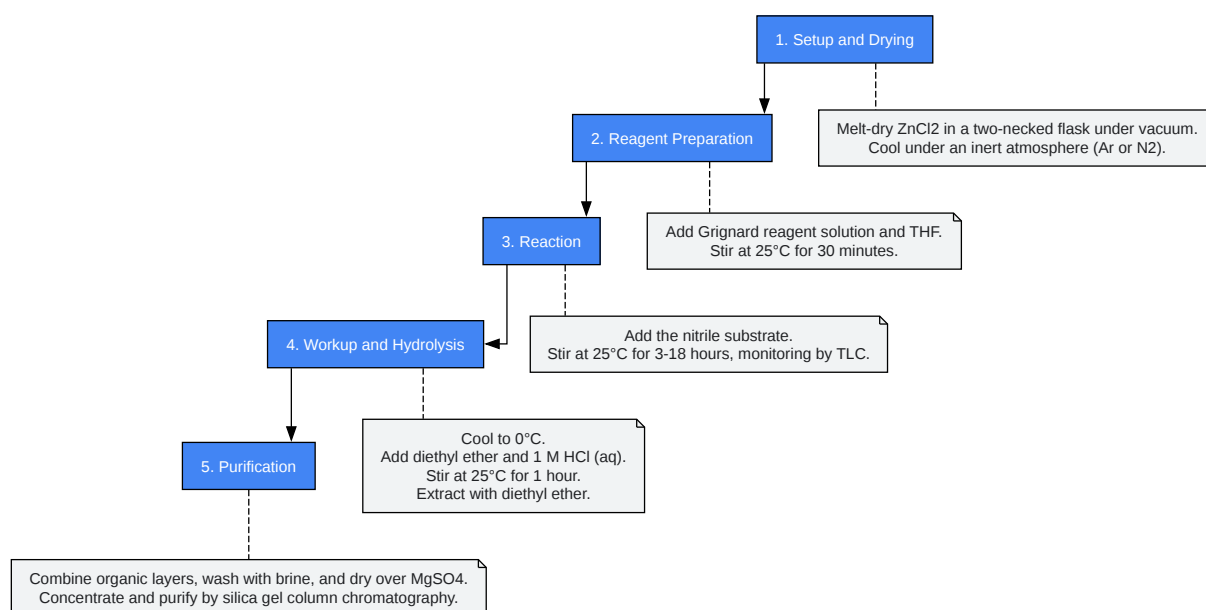 1. Setup and Drying
Melt-dry ZnCl2 in a two-necked flask under vacuum.
Cool under an inert atmosphere (Ar or N2).
2. Reagent Preparation
Add Grignard reagent solution and THF.
Stir at 25°C for 30 minutes.
3. Reaction
Add the nitrile substrate.
Stir at 25°C for 3-18 hours, monitoring by TLC.
4. Workup and Hydrolysis
Cool to 0°C.
Add diethyl ether and 1 M HCl (aq).
Stir at 25°C for 1 hour.
Extract with diethyl ether.
5. Purification
Combine organic layers, wash with brine, and dry over MgSO4.
Concentrate and purify by silica gel column chromatography.